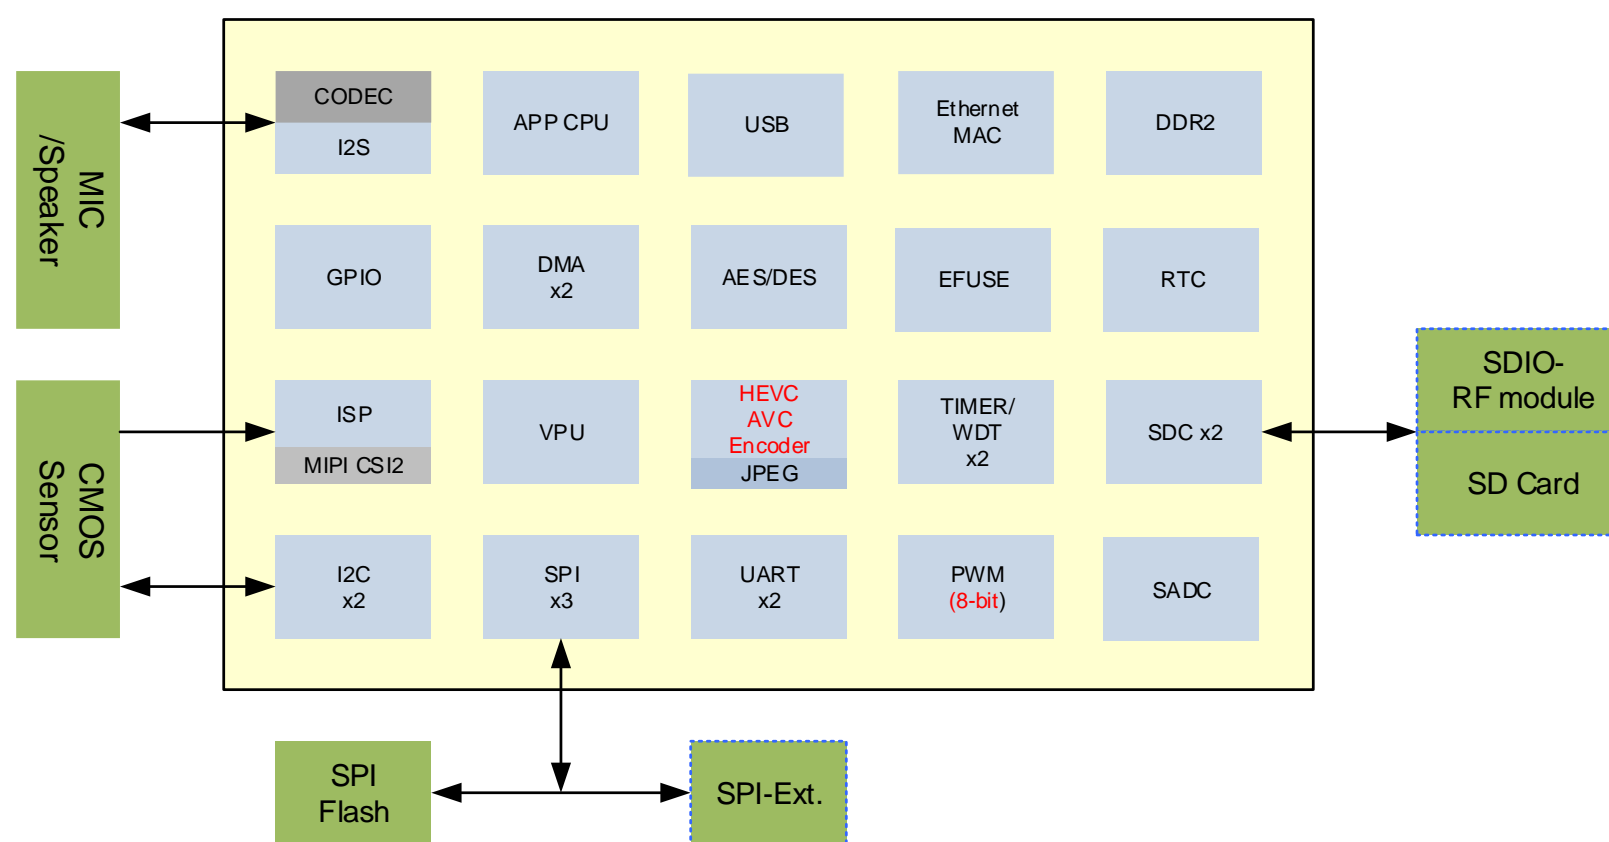 MIC
/Speaker
CODEC
I2S
APP CPU
USB
Ethernet
MAC
DDR2
GPIO
DMA
x2
AES/DES
EFUSE
RTC
CMOS
Sensor
ISP
MIPI CSI2
VPU
HEVC
AVC
Encoder
JPEG
TIMER/
WDT
x2
SDC x2
SDIO-
RF module
SD Card
I2C
x2
SPI
x3
UART
x2
PWM
(8-bit)
SADC
SPI
Flash
SPI-Ext.